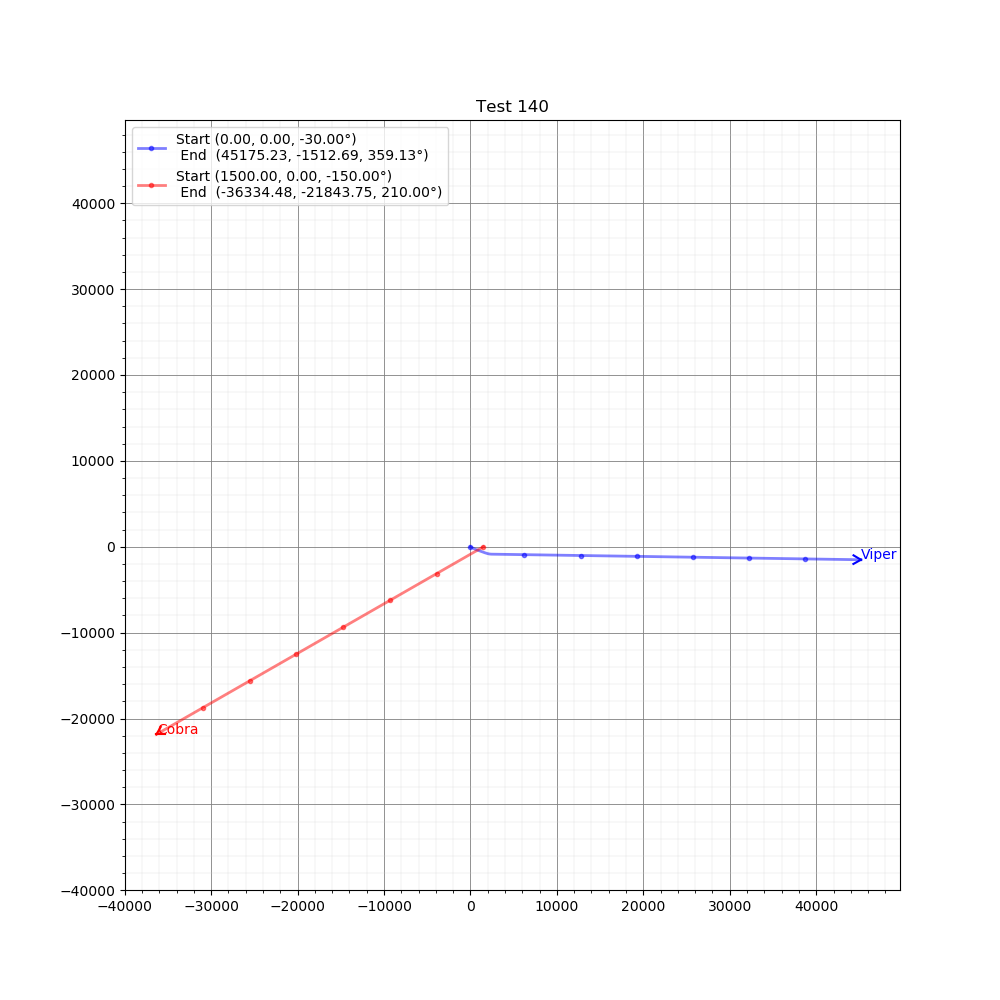 Test 140
Start (0.00, 0.00, -30.00°)
End  (45175.23, -1512.69, 359.13°)
Start (1500.00, 0.00, -150.00°)
End  (-36334.48, -21843.75, 210.00°)
40000
30000
20000
10000
0
Viper
−10000
−20000
Cobra
−30000
−40000
−40000 −30000 −20000 −10000 0 10000 20000 30000 40000